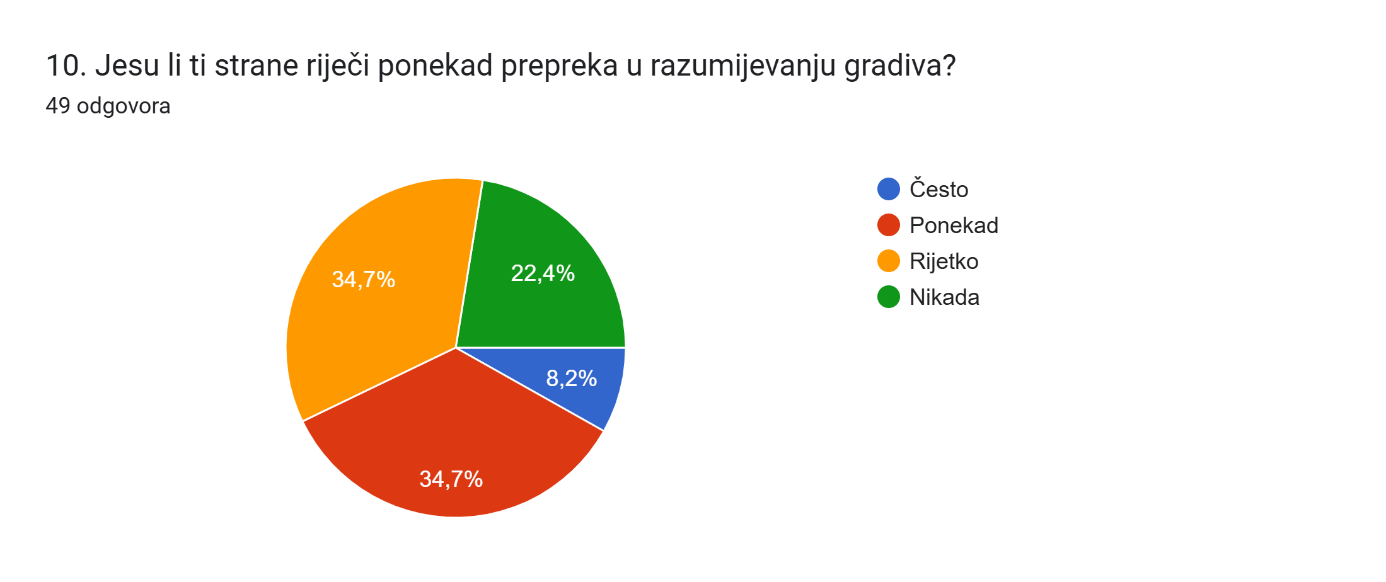 10. Jesu li ti strane riječi ponekad prepreka u razumijevanju gradiva?
49 odgovora
Često
Ponekad
Rijetko
Nikada
34,7%
22,4%
8,2%
34,7%